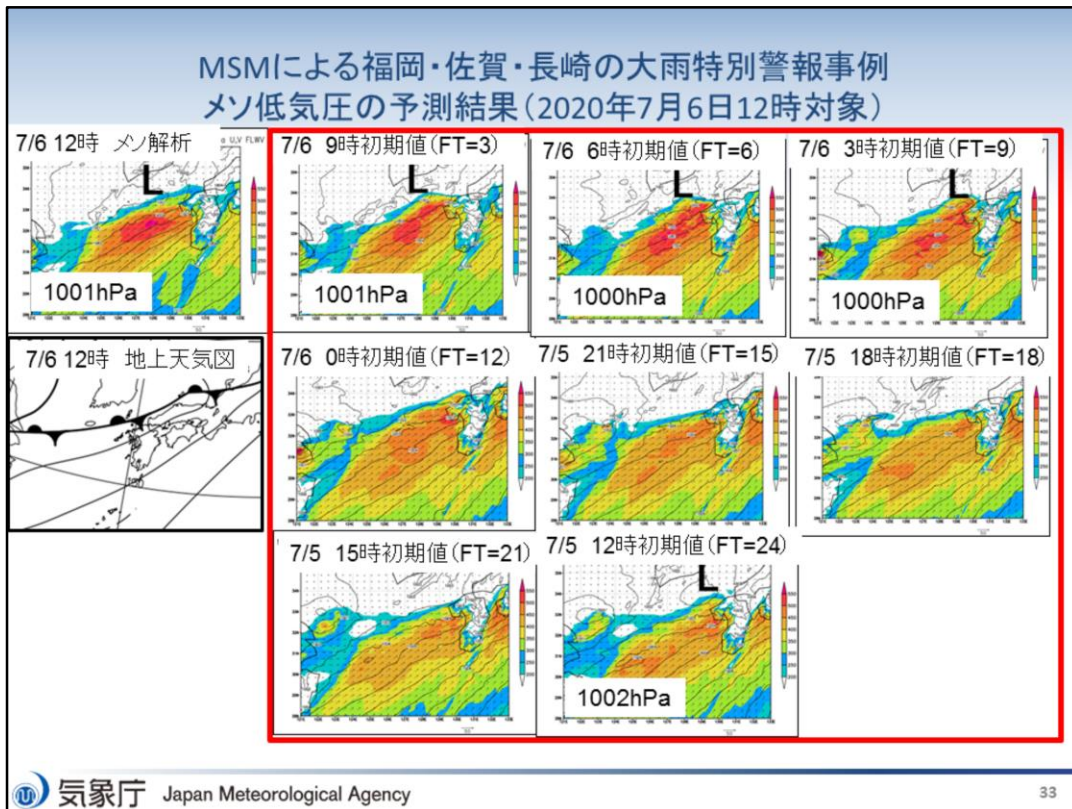 MSMによる福岡・佐賀・長崎の大雨特別警報事例
メソ低気圧の予測結果(2020年7月6日12時対象)
7/6 12時 メソ解析
U,V FLWV
L
1001hPa
7/6 9時初期値(FT=3)
L
1001hPa
7/6 6時初期値(FT=6)
L
1000hPa
7/6 3時初期値(FT=9)
L
1000hPa
7/6 12時 地上天気図
7/6 0時初期値(FT=12)
7/5 21時初期値(FT=15)
7/5 18時初期値(FT=18)
7/5 15時初期値(FT=21)
7/5 12時初期値(FT=24)
L
1002hPa
気象庁 Japan Meteorological Agency
33